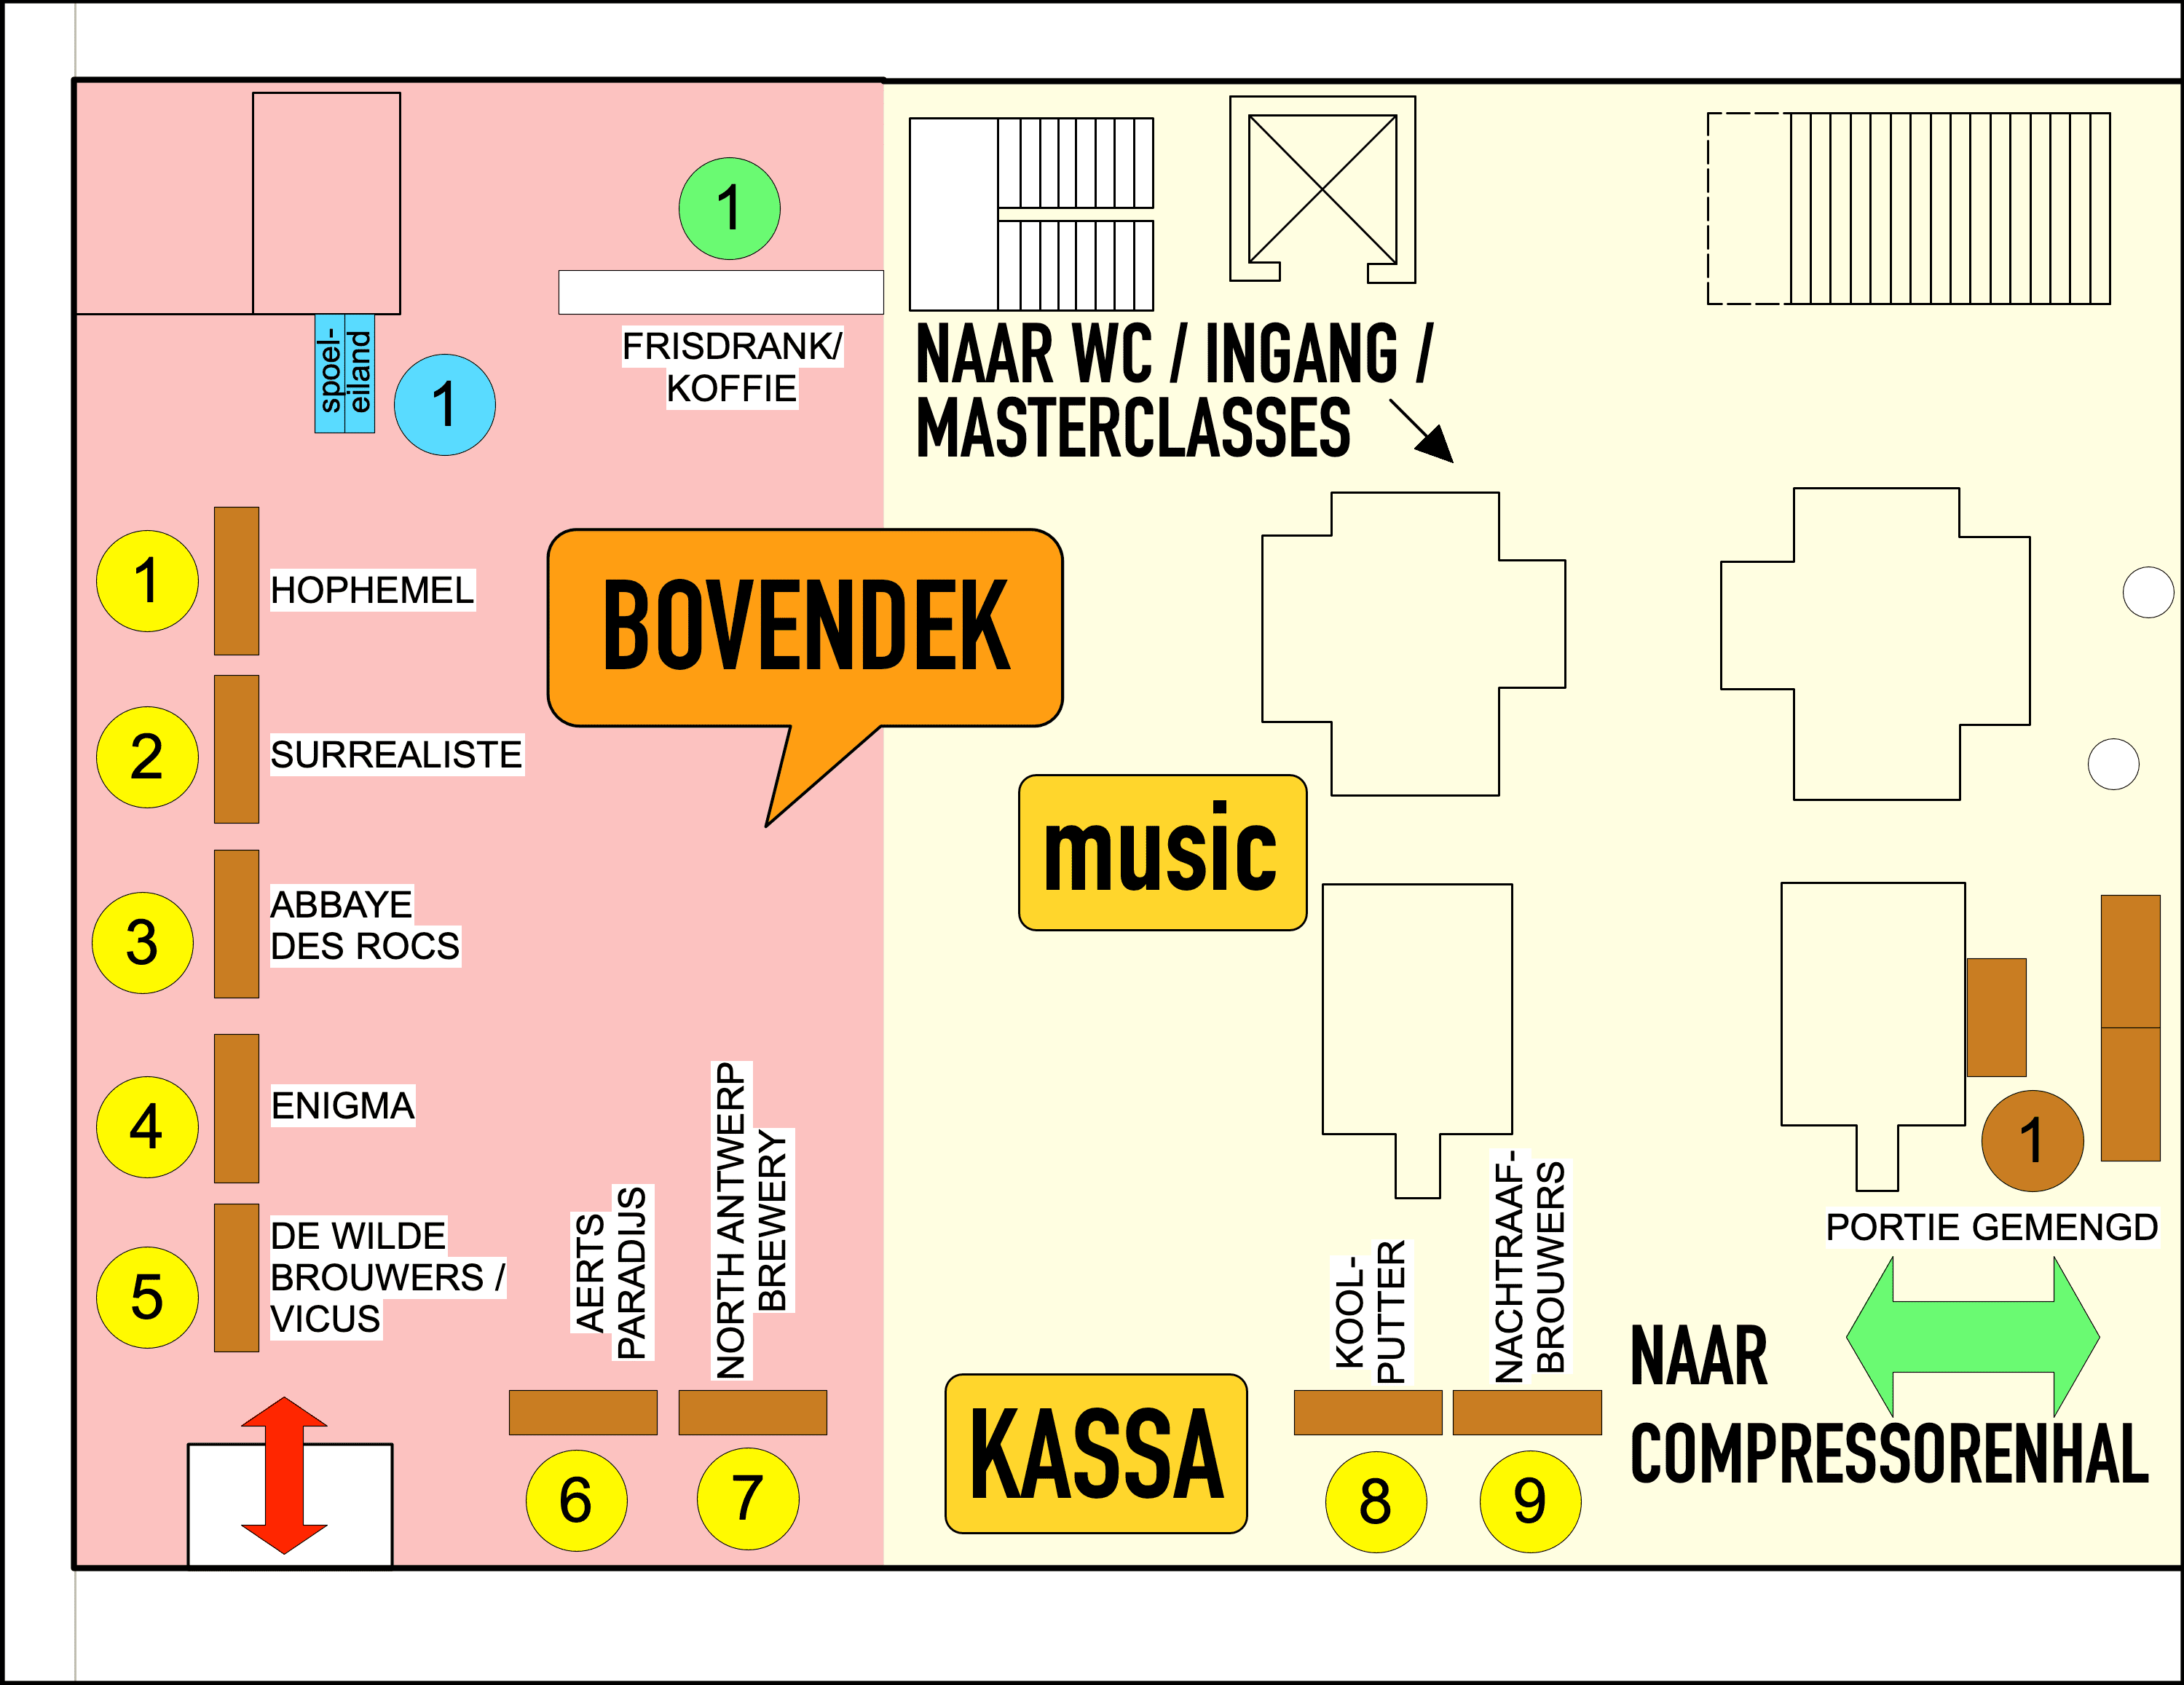 1
FRISDRANK/
KOFFIE
spoel-
eiland
1
NAAR WC / INGANG /
MASTERCLASSES
BOVENDEK
music
1
HOPHEMEL
2
SURREALISTE
3
ABBAYE
DES ROCS
4
ENIGMA
5
DE WILDE
BROUWERS /
VICUS
AERTS
PARADIJS
6
NORTH ANTWERP
BREWERY
7
KASSA
KOOL-
PUTTER
8
NACHTRAAF-
BROUWERS
9
1
PORTIE GEMENGD
NAAR
COMPRESSORENHAL